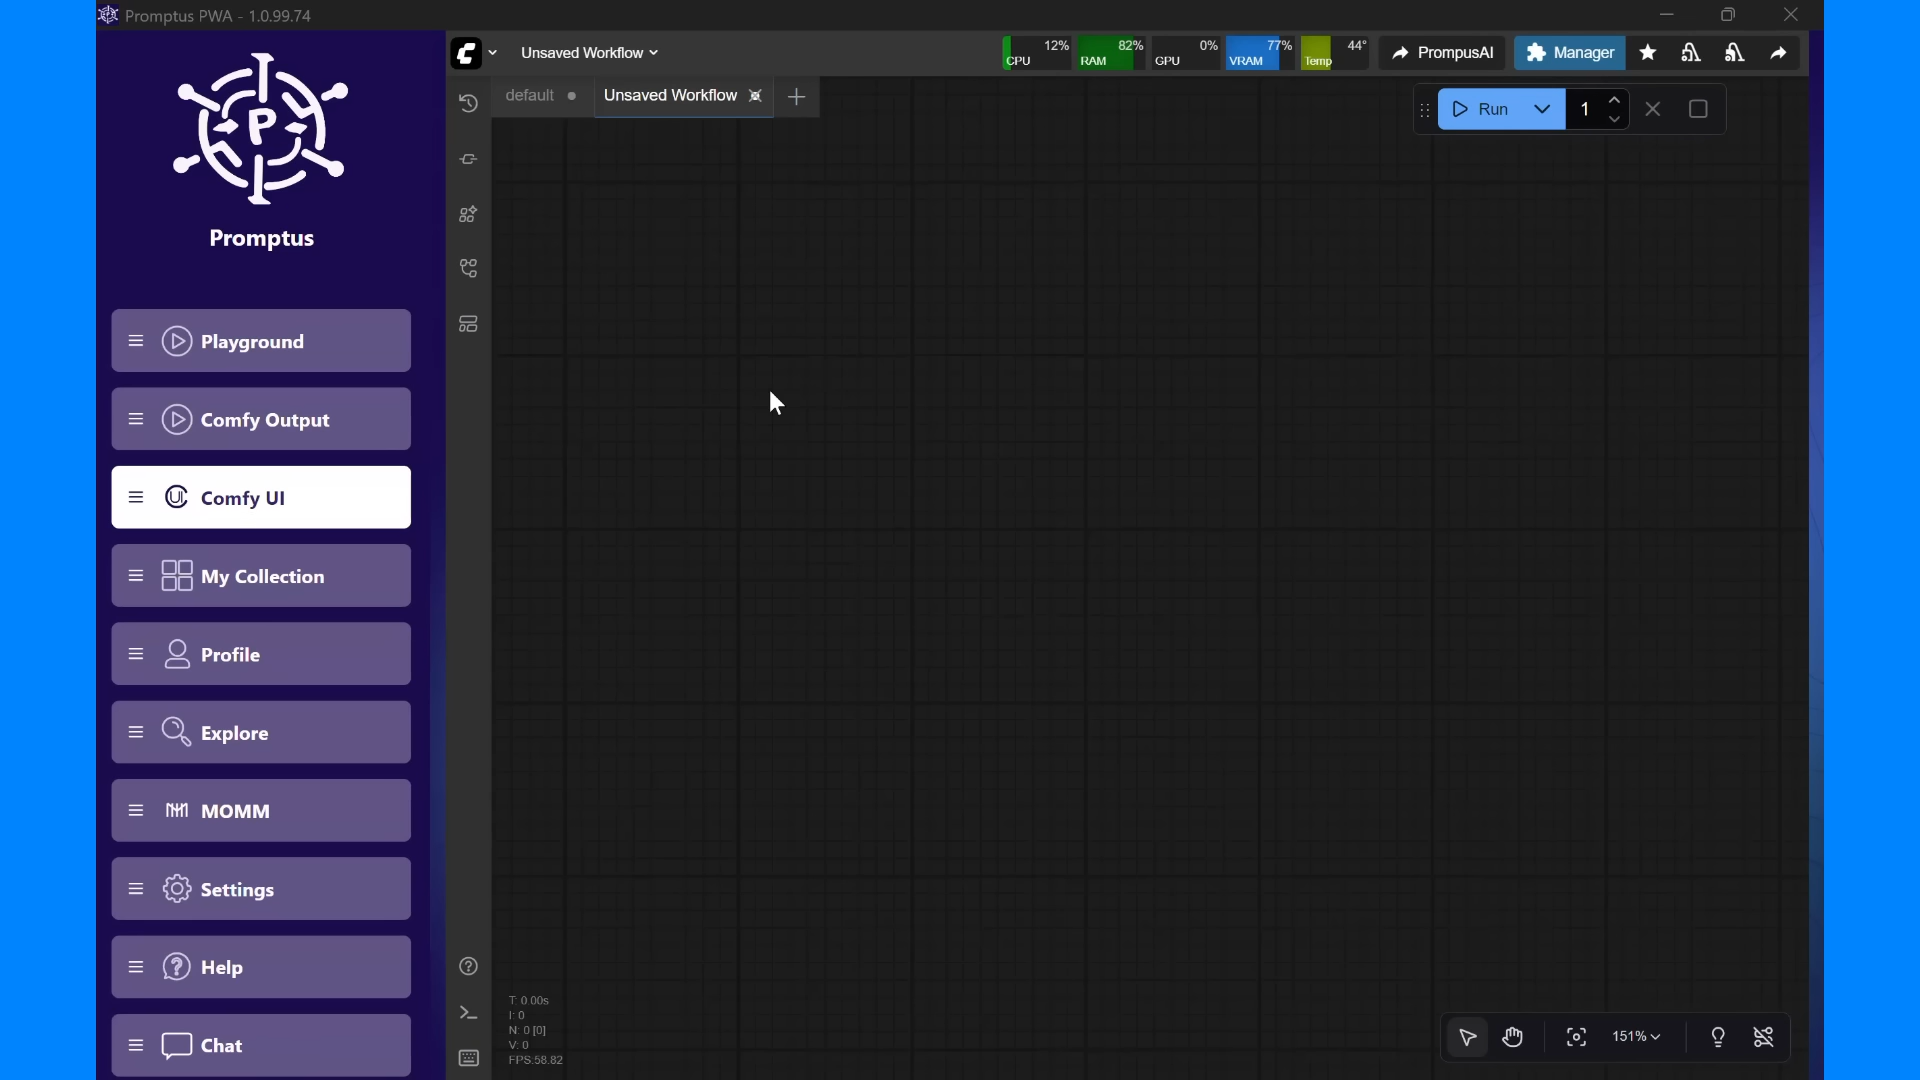 Promptus PWA - 1.0.99.74
P
Promptus
Playground
Comfy Output
UI Comfy UI
My Collection
Profile
Explore
MOMM
Settings
Help
Chat
Unsaved Workflow
CPU 12%
RAM 82%
GPU 0%
VRAM 77%
Temp 44°
PrompusAI
Manager
default
Unsaved Workflow
Run
1
T: 0.00s
I: 0
N: 0 [0]
V: 0
FPS:58.82
151%